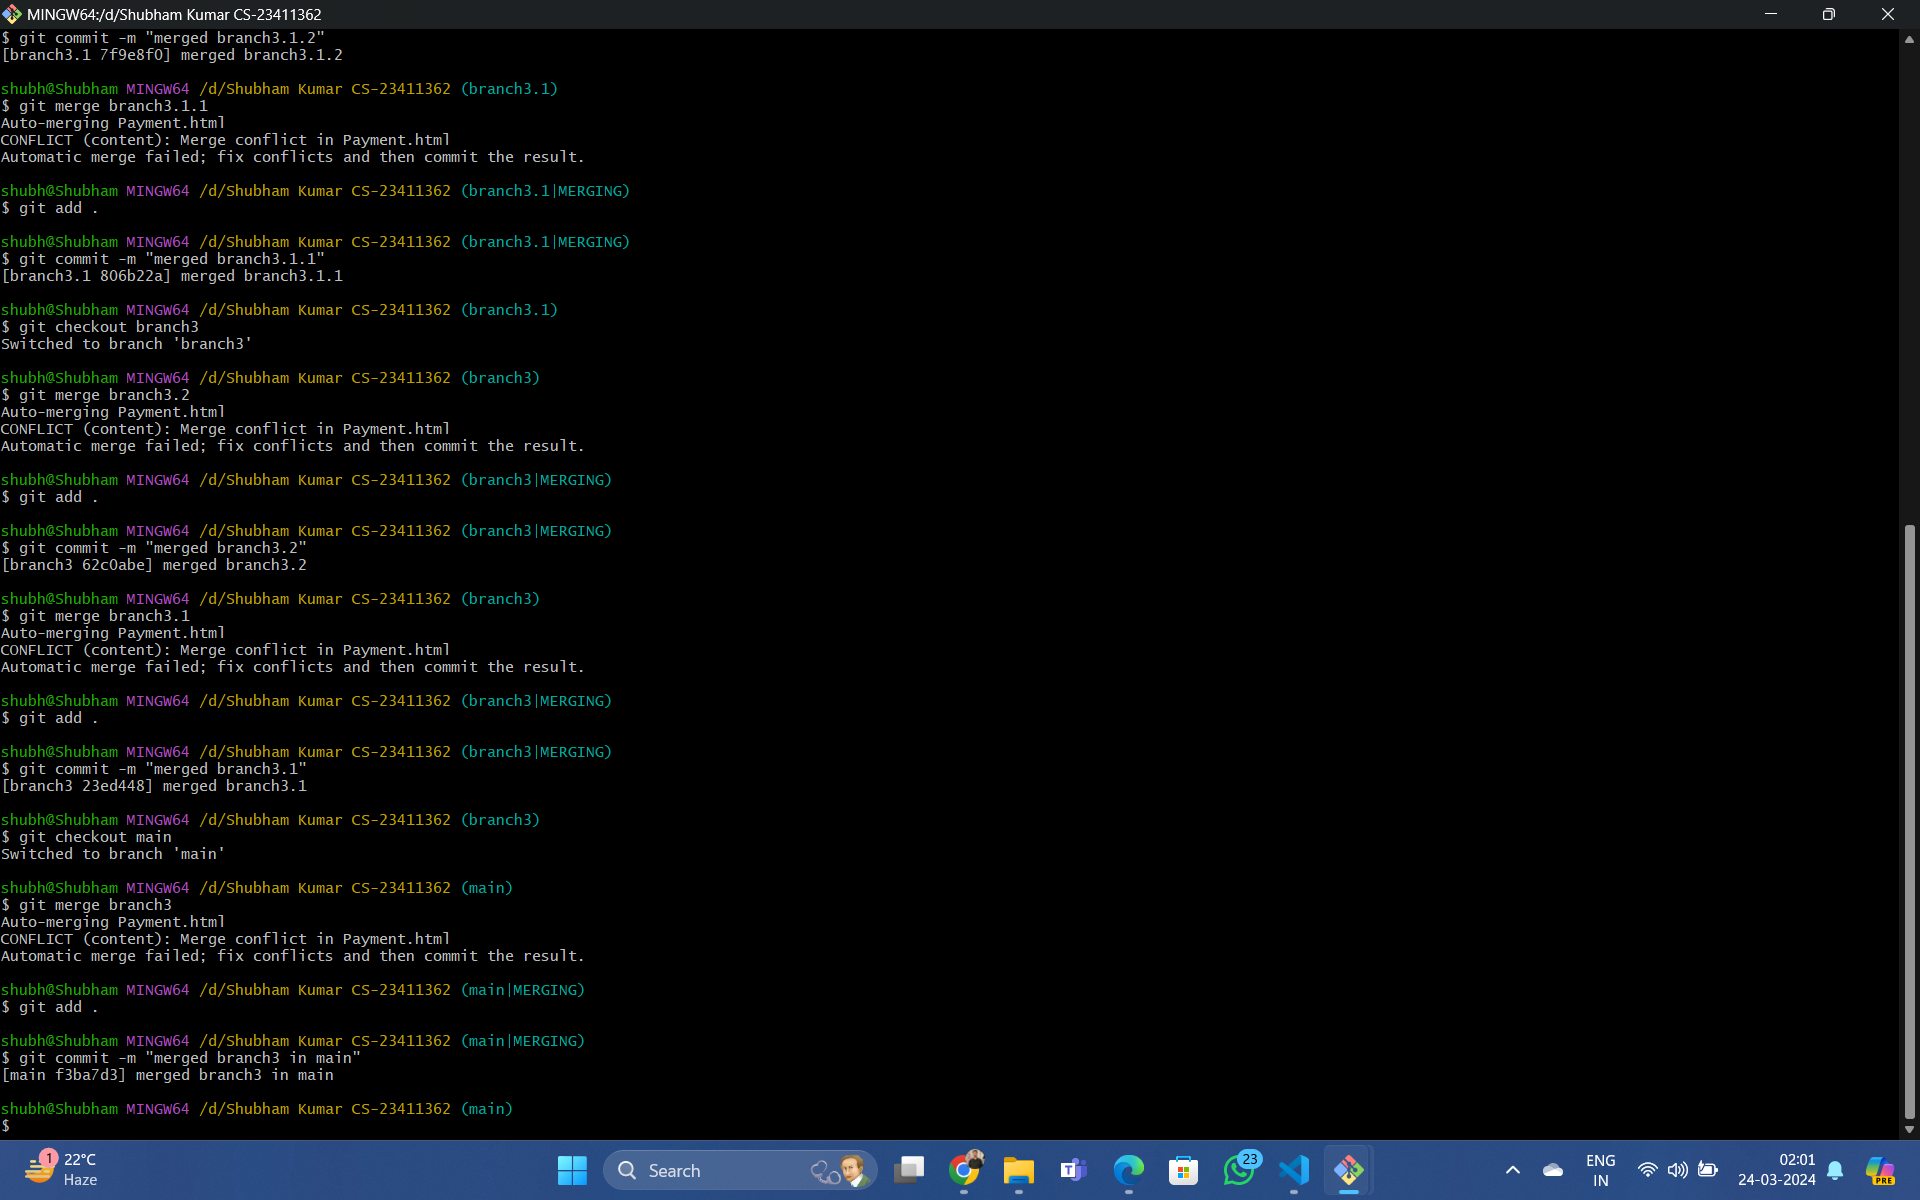 MINGW64:/d/Shubham Kumar CS-23411362
$ git commit -m "merged branch3.1.2"
[branch3.1 7f9e8f0] merged branch3.1.2
shubh@Shubham MINGW64 /d/Shubham Kumar CS-23411362 (branch3.1)
$ git merge branch3.1.1
Auto-merging Payment.html
CONFLICT (content): Merge conflict in Payment.html
Automatic merge failed; fix conflicts and then commit the result.
shubh@Shubham MINGW64 /d/Shubham Kumar CS-23411362 (branch3.1|MERGING)
$ git add .
shubh@Shubham MINGW64 /d/Shubham Kumar CS-23411362 (branch3.1|MERGING)
$ git commit -m "merged branch3.1.1"
[branch3.1 806b22a] merged branch3.1.1
shubh@Shubham MINGW64 /d/Shubham Kumar CS-23411362 (branch3.1)
$ git checkout branch3
Switched to branch 'branch3'
shubh@Shubham MINGW64 /d/Shubham Kumar CS-23411362 (branch3)
$ git merge branch3.2
Auto-merging Payment.html
CONFLICT (content): Merge conflict in Payment.html
Automatic merge failed; fix conflicts and then commit the result.
shubh@Shubham MINGW64 /d/Shubham Kumar CS-23411362 (branch3|MERGING)
$ git add .
shubh@Shubham MINGW64 /d/Shubham Kumar CS-23411362 (branch3|MERGING)
$ git commit -m "merged branch3.2"
[branch3 62c0abe] merged branch3.2
shubh@Shubham MINGW64 /d/Shubham Kumar CS-23411362 (branch3)
$ git merge branch3.1
Auto-merging Payment.html
CONFLICT (content): Merge conflict in Payment.html
Automatic merge failed; fix conflicts and then commit the result.
shubh@Shubham MINGW64 /d/Shubham Kumar CS-23411362 (branch3|MERGING)
$ git add .
shubh@Shubham MINGW64 /d/Shubham Kumar CS-23411362 (branch3|MERGING)
$ git commit -m "merged branch3.1"
[branch3 23ed448] merged branch3.1
shubh@Shubham MINGW64 /d/Shubham Kumar CS-23411362 (branch3)
$ git checkout main
Switched to branch 'main'
shubh@Shubham MINGW64 /d/Shubham Kumar CS-23411362 (main)
$ git merge branch3
Auto-merging Payment.html
CONFLICT (content): Merge conflict in Payment.html
Automatic merge failed; fix conflicts and then commit the result.
shubh@Shubham MINGW64 /d/Shubham Kumar CS-23411362 (main|MERGING)
$ git add .
shubh@Shubham MINGW64 /d/Shubham Kumar CS-23411362 (main|MERGING)
$ git commit -m "merged branch3 in main"
[main f3ba7d3] merged branch3 in main
shubh@Shubham MINGW64 /d/Shubham Kumar CS-23411362 (main)
$
1
22°C
Haze
Search
T
23
ENG
IN
02:01
24-03-2024
PRE